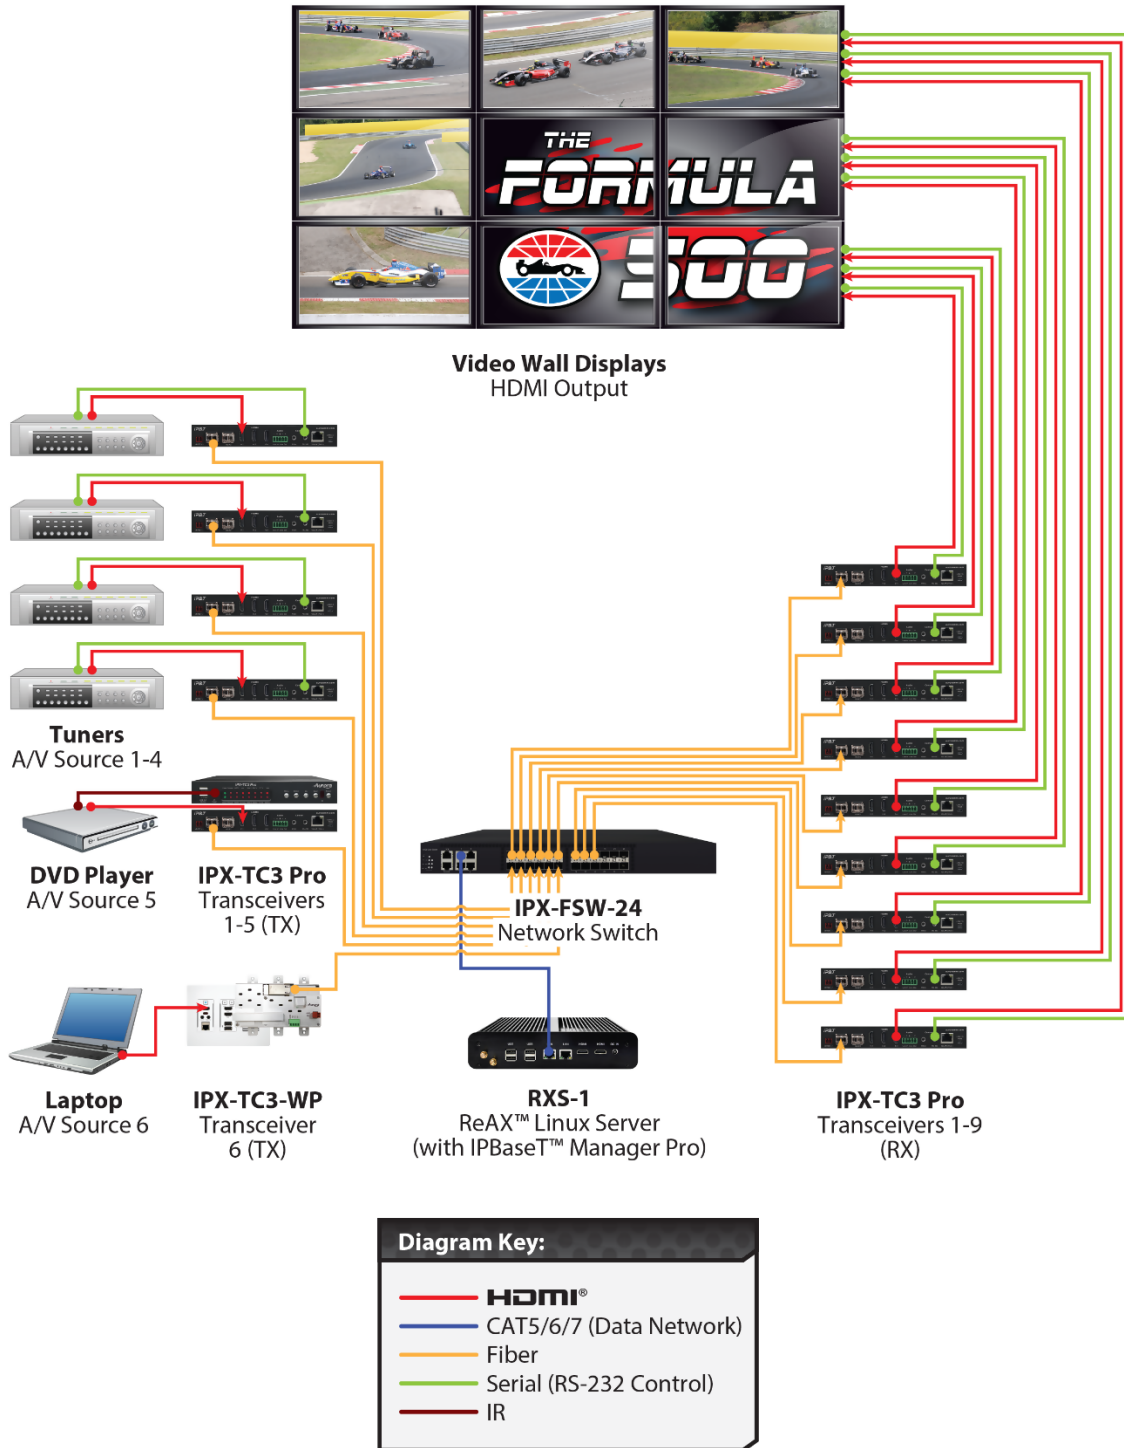 THE
FORMULA
500
Video Wall Displays
HDMI Output
Tuners
A/V Source 1-4
DVD Player
A/V Source 5
IPX-TC3 Pro
Transceivers
1-5 (TX)
IPX-FSW-24
Network Switch
Laptop
A/V Source 6
IPX-TC3-WP
Transceiver
6 (TX)
RXS-1
ReAX™ Linux Server
(with IPBaseT™ Manager Pro)
IPX-TC3 Pro
Transceivers 1-9
(RX)
Diagram Key:
HDMI®
CAT5/6/7 (Data Network)
Fiber
Serial (RS-232 Control)
IR